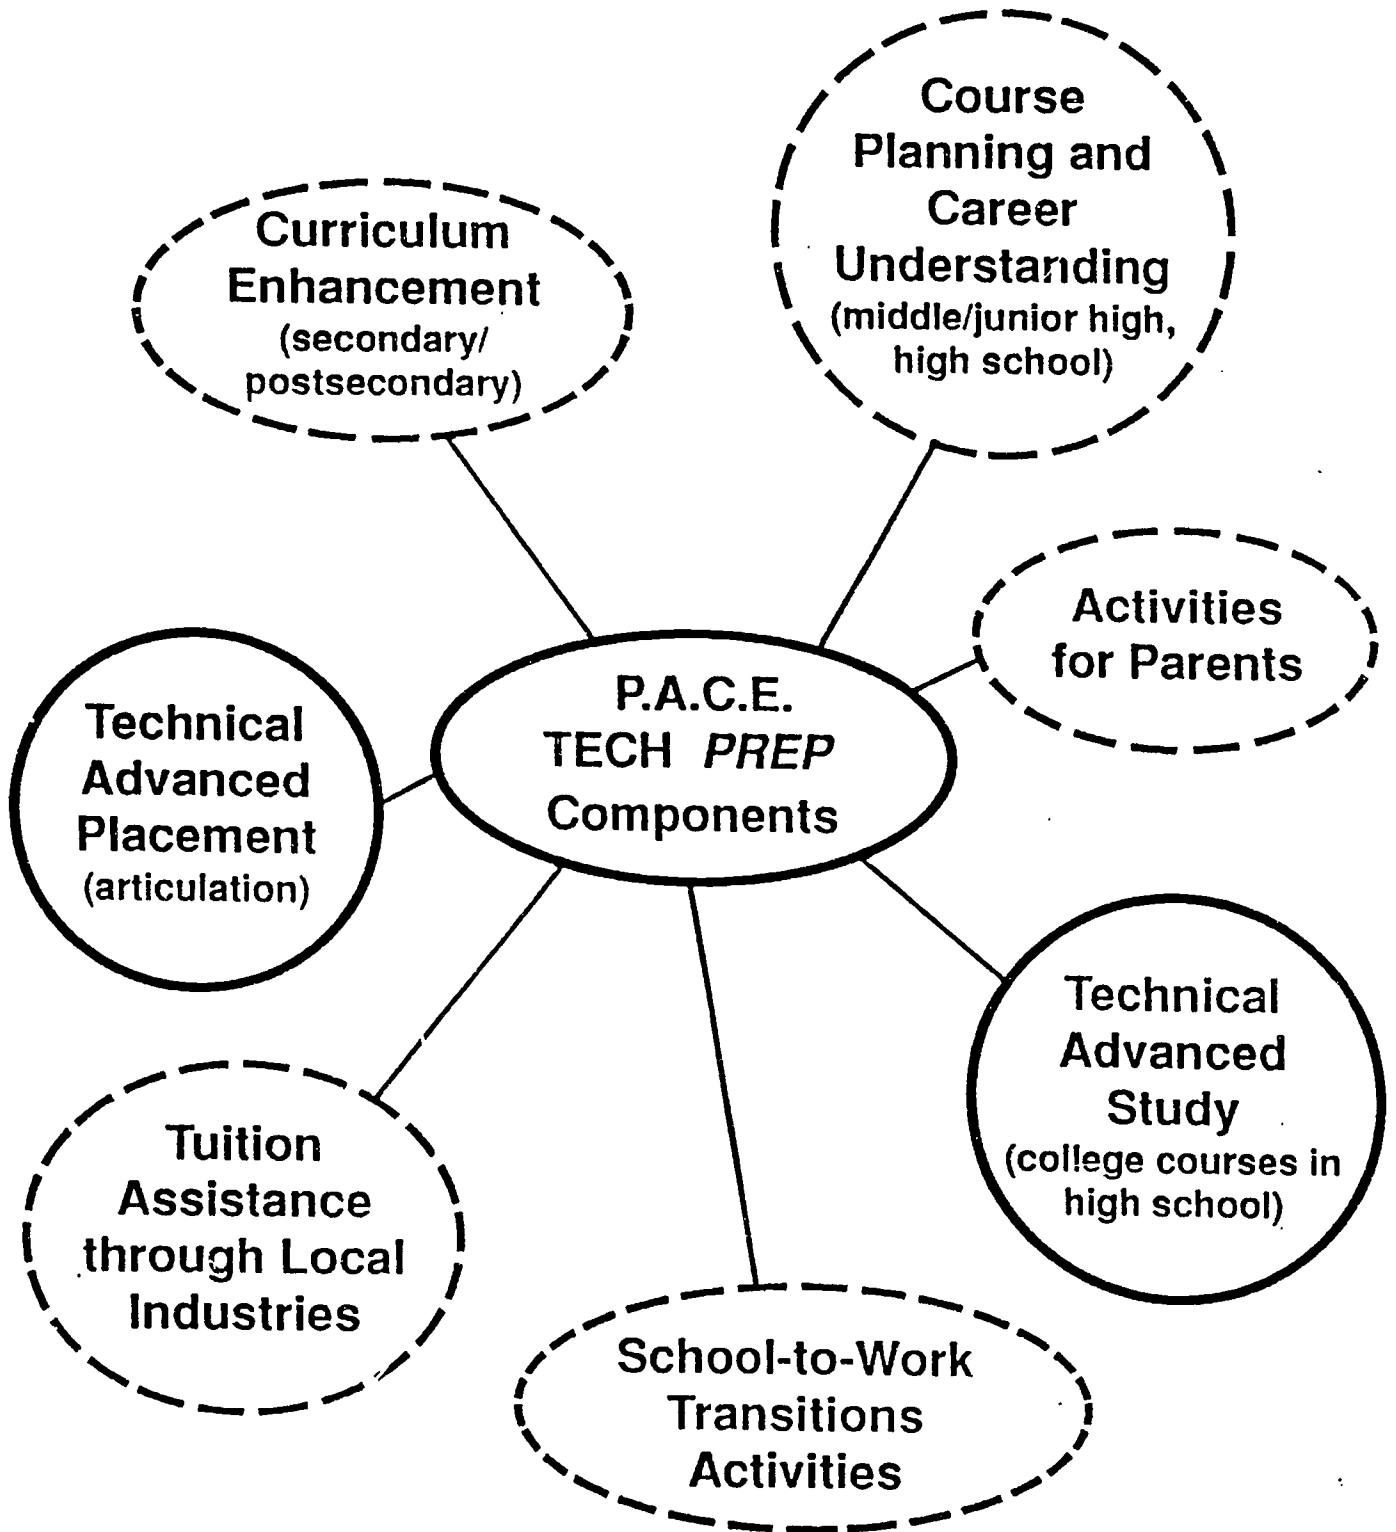 Course
Planning and
Career
Understanding
(middle/junior high,
high school)
Curriculum
Enhancement
(secondary/
postsecondary)
Activities
for Parents
P.A.C.E.
TECH PREP
Components
Technical
Advanced
Placement
(articulation)
Technical
Advanced
Study
(college courses in
high school)
Tuition
Assistance
through Local
Industries
School-to-Work
Transitions
Activities